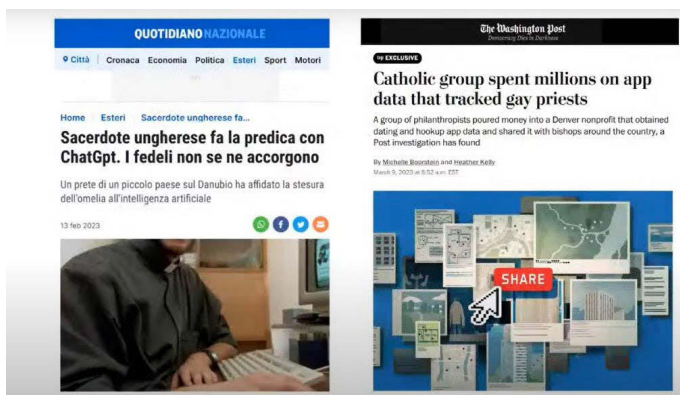 QUOTIDIANO NAZIONALE
Città Cronaca Economia Politica Esteri Sport Motori
Home Esteri Sacerdote ungherese fa...
Sacerdote ungherese fa la predica con
ChatGpt. I fedeli non se ne accorgono
Un prete di un piccolo paese sul Danubio ha affidato la stesura
dell'omelia all'intelligenza artificiale
13 feb 2023
The Washington Post
Democracy Dies in Darkness
EXCLUSIVE
Catholic group spent millions on app
data that tracked gay priests
A group of philanthropists poured money into a Denver nonprofit that obtained
dating and hookup app data and shared it with bishops around the country, a
Post investigation has found
By Michelle Boorstein and Heather Kelly
March 9, 2023 at 5:52 a.m. EST
SHARE